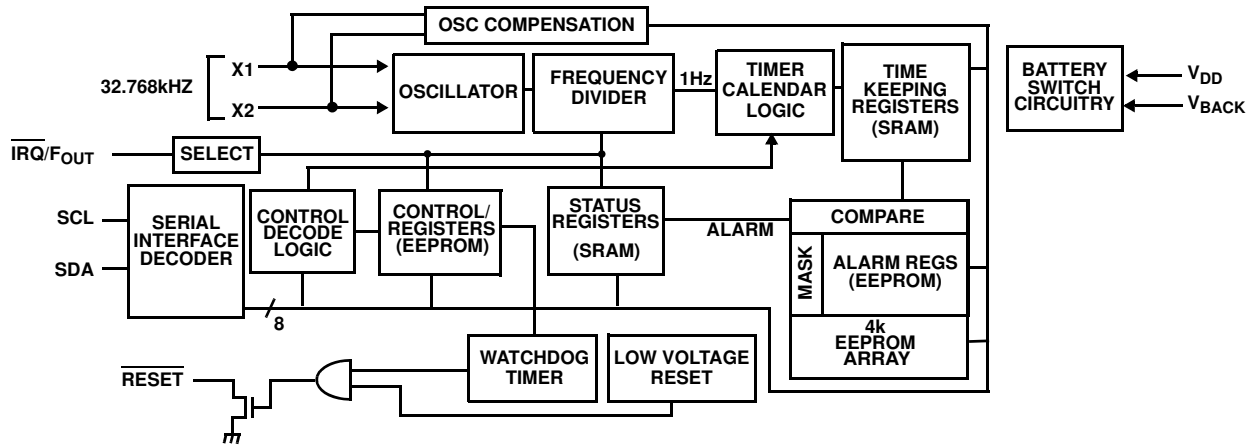 OSC COMPENSATION
32.768kHZ
X1
X2
OSCILLATOR
FREQUENCY
DIVIDER
1Hz
TIMER
CALENDAR
LOGIC
TIME
KEEPING
REGISTERS
(SRAM)
BATTERY
SWITCH
CIRCUITRY
VDD
VBACK
IRQ/FOUT
SELECT
SCL
SDA
SERIAL
INTERFACE
DECODER
CONTROL
DECODE
LOGIC
CONTROL/
REGISTERS
(EEPROM)
STATUS
REGISTERS
(SRAM)
ALARM
COMPARE
MASK
ALARM REGS
(EEPROM)
4k
EEPROM
ARRAY
8
WATCHDOG
TIMER
LOW VOLTAGE
RESET
RESET